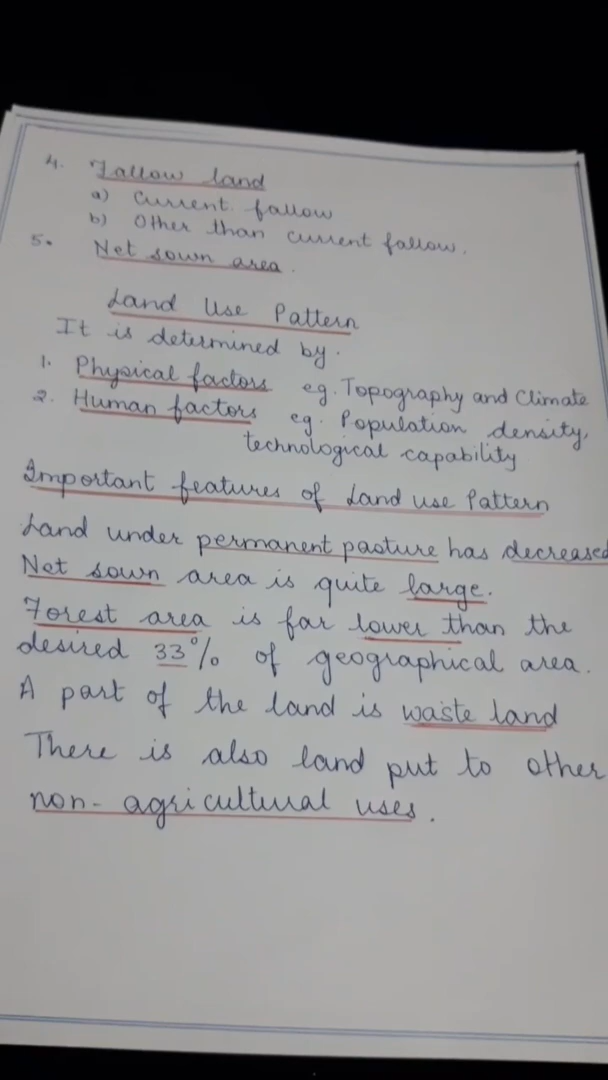 4. Fallow land
a) Current fallow
b) Other than current fallow.
5. Net sown area.
Land Use Pattern
It is determined by.
1. Physical factors eg. Topography and Climate
2. Human factors eg. Population density,
technological capability
Important features of Land use Pattern
Land under permanent pasture has decreased
Net sown area is quite large.
Forest area is far lower than the
desired 33% of geographical area.
A part of the land is waste land
There is also land put to other
non-agricultural uses.